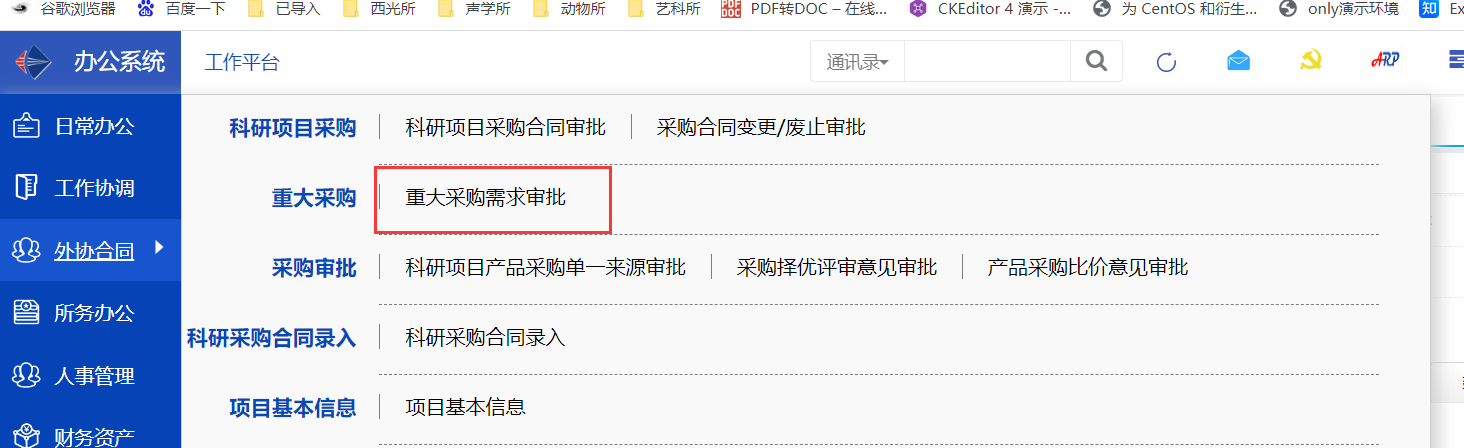 谷歌浏览器 百度一下 已导入 西光所 声学所 动物所 艺科所 PDF转DOC – 在线... CKEditor 4 演示 -... 为 CentOS 和衍生... only演示环境 知 Ex
办公系统 工作平台 通讯录 ARP
日常办公 科研项目采购 科研项目采购合同审批 采购合同变更/废止审批
工作协调 重大采购 重大采购需求审批
外协合同 采购审批 科研项目产品采购单一来源审批 采购择优评审意见审批 产品采购比价意见审批
所务办公 科研采购合同录入 科研采购合同录入
人事管理 项目基本信息 项目基本信息
财务资产